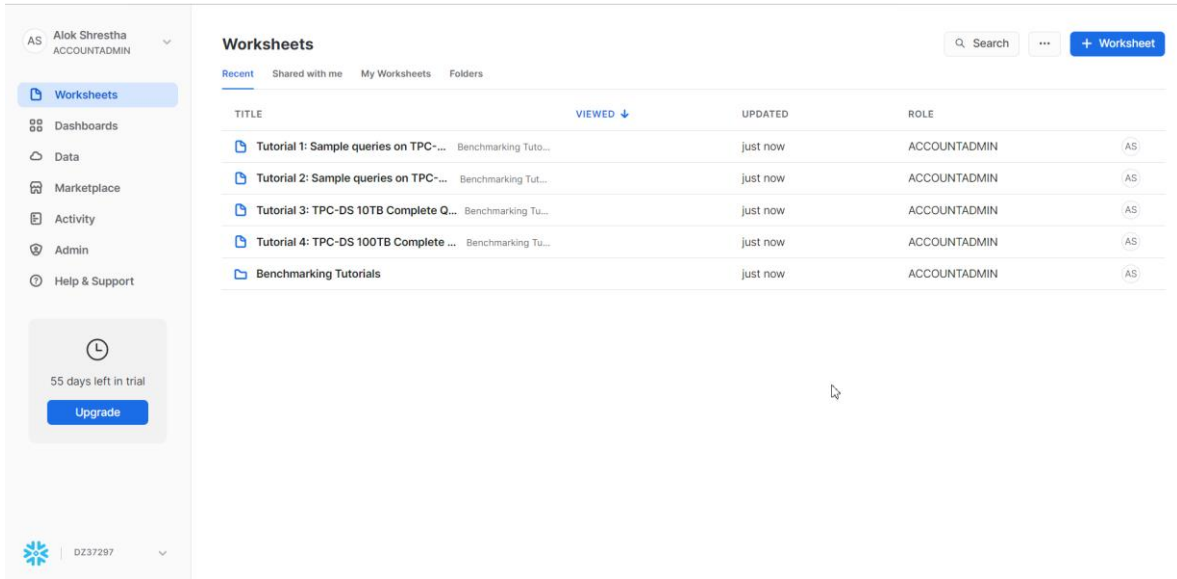 AS Alok Shrestha
ACCOUNTADMIN
Worksheets
Dashboards
Data
Marketplace
Activity
Admin
Help & Support
55 days left in trial
Upgrade
DZ37297
Worksheets
Search ... + Worksheet
Recent Shared with me My Worksheets Folders
TITLE VIEWED ↓ UPDATED ROLE
Tutorial 1: Sample queries on TPC-... Benchmarking Tuto... just now ACCOUNTADMIN AS
Tutorial 2: Sample queries on TPC-... Benchmarking Tut... just now ACCOUNTADMIN AS
Tutorial 3: TPC-DS 10TB Complete Q... Benchmarking Tu... just now ACCOUNTADMIN AS
Tutorial 4: TPC-DS 100TB Complete ... Benchmarking Tu... just now ACCOUNTADMIN AS
Benchmarking Tutorials just now ACCOUNTADMIN AS